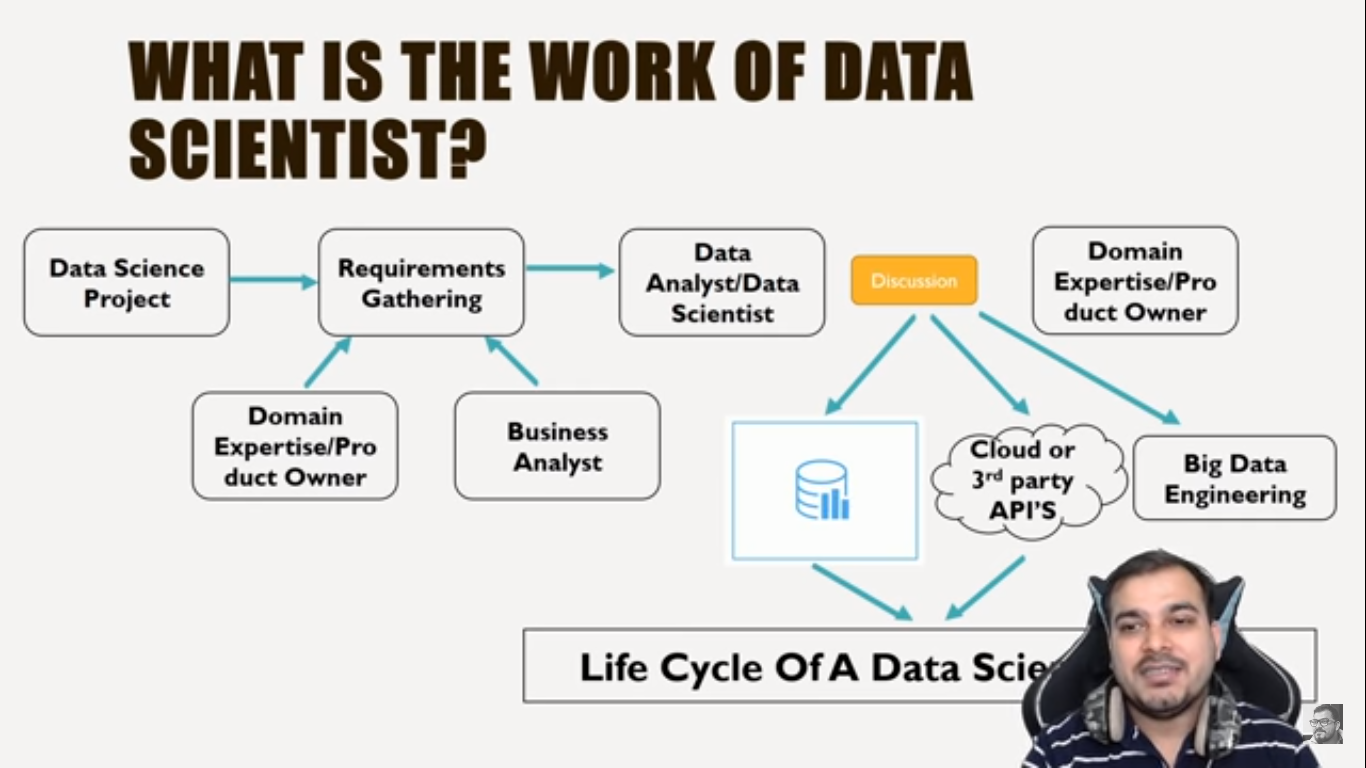 WHAT IS THE WORK OF DATA
SCIENTIST?
Data Science
Project
Requirements
Gathering
Data
Analyst/Data
Scientist
Discussion
Domain
Expertise/Pro
duct Owner
Domain
Expertise/Pro
duct Owner
Business
Analyst
Cloud or
3rd party
API'S
Big Data
Engineering
Life Cycle Of A Data